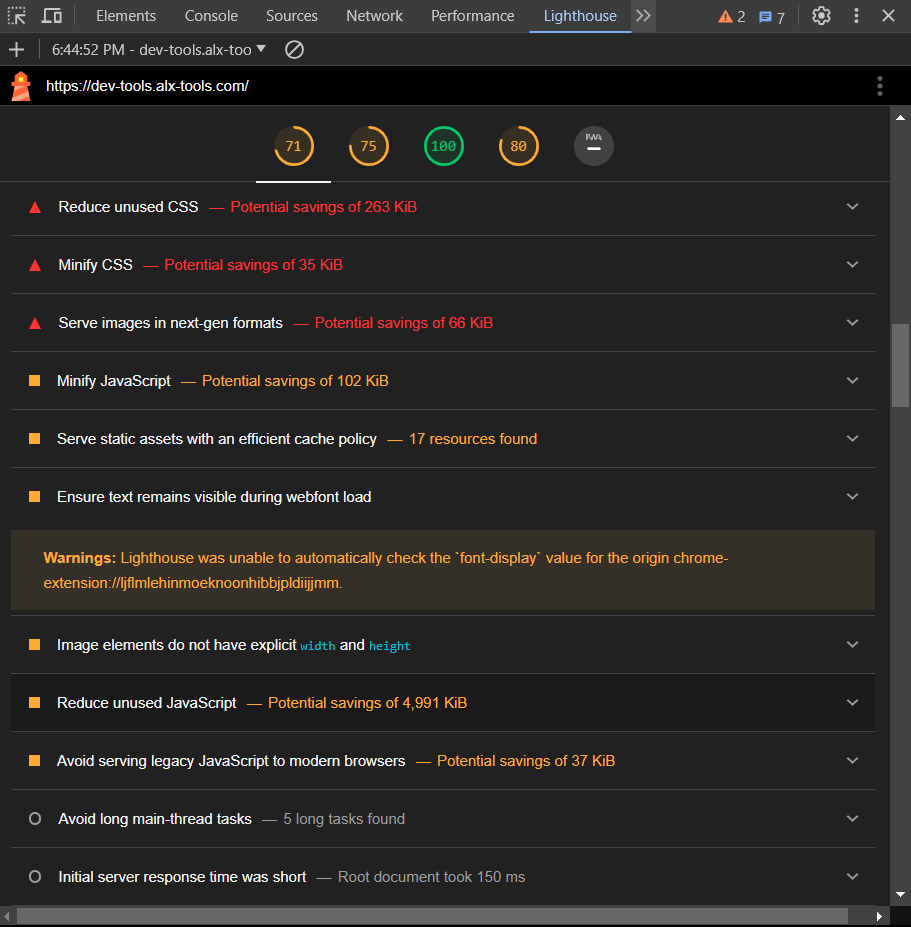 Elements Console Sources Network Performance Lighthouse 2 7
6:44:52 PM - dev-tools.alx-too
https://dev-tools.alx-tools.com/
71 75 100 80 PWA
Reduce unused CSS — Potential savings of 263 KiB
Minify CSS — Potential savings of 35 KiB
Serve images in next-gen formats — Potential savings of 66 KiB
Minify JavaScript — Potential savings of 102 KiB
Serve static assets with an efficient cache policy — 17 resources found
Ensure text remains visible during webfont load
Warnings: Lighthouse was unable to automatically check the `font-display` value for the origin chrome-
extension://ljflmlehinmoeknoonhibbjpldiijjmm.
Image elements do not have explicit width and height
Reduce unused JavaScript — Potential savings of 4,991 KiB
Avoid serving legacy JavaScript to modern browsers — Potential savings of 37 KiB
Avoid long main-thread tasks — 5 long tasks found
Initial server response time was short — Root document took 150 ms